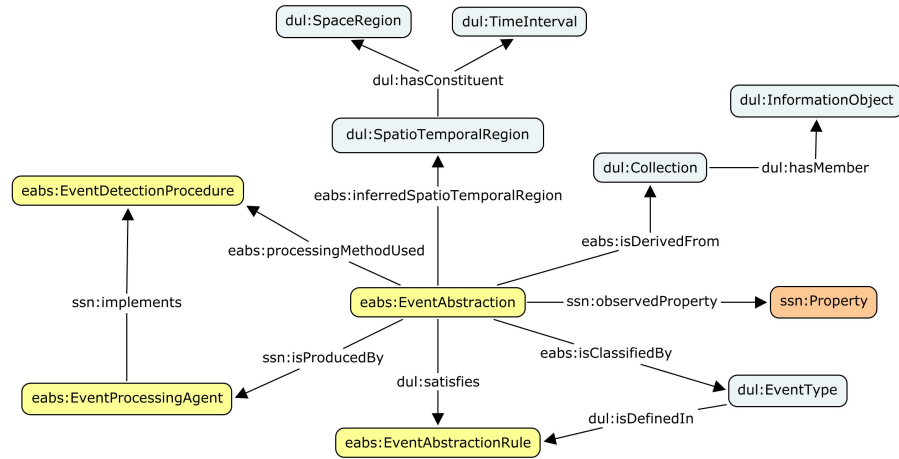 dul:SpaceRegion
dul:TimeInterval
dul:hasConstituent
dul:InformationObject
dul:SpatioTemporalRegion
dul:Collection
dul:hasMember
eabs:EventDetectionProcedure
eabs:inferredSpatioTemporalRegion
eabs:processingMethodUsed
eabs:isDerivedFrom
ssn:implements
eabs:EventAbstraction
ssn:observedProperty
ssn:Property
ssn:isProducedBy
eabs:isClassifiedBy
dul:satisfies
eabs:EventProcessingAgent
dul:EventType
dul:isDefinedIn
eabs:EventAbstractionRule